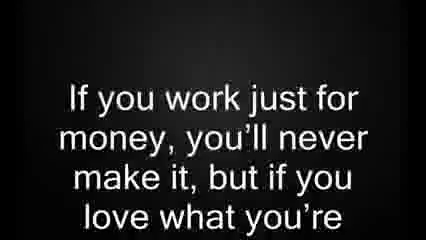 If you work just for
money, you’ll never
make it, but if you
love what you’re